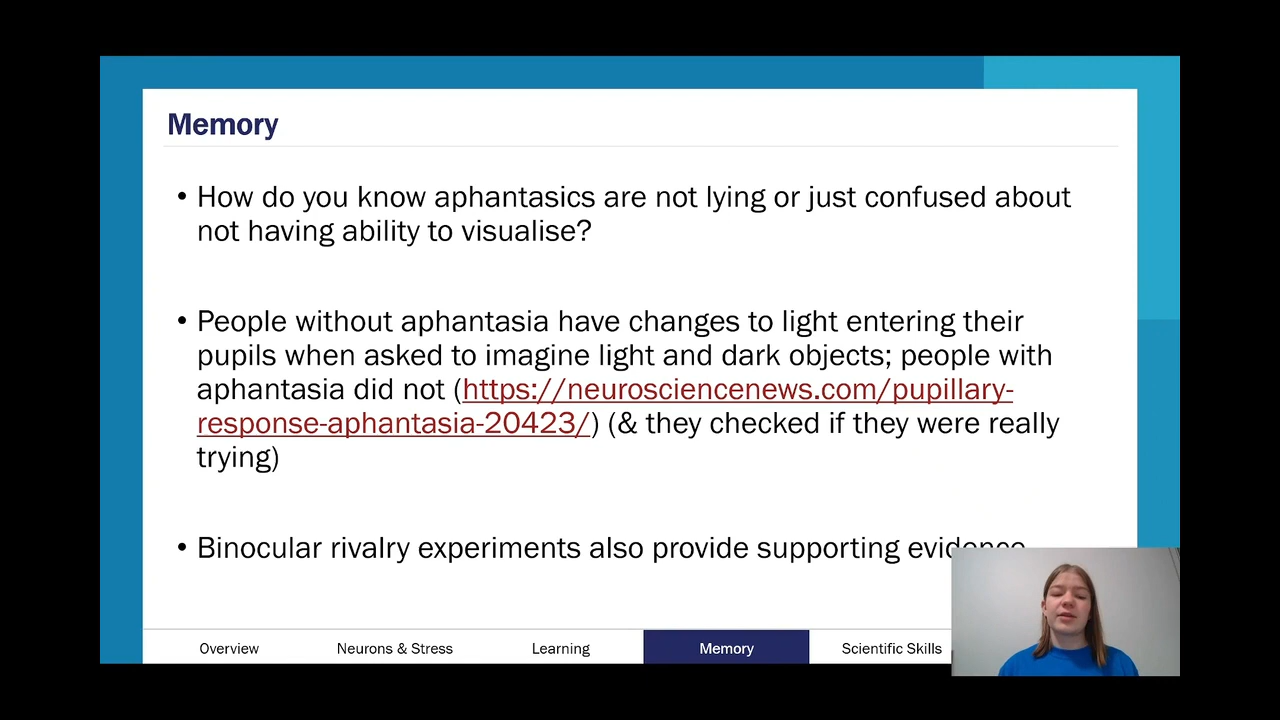 Memory
• How do you know aphantasics are not lying or just confused about
not having ability to visualise?
• People without aphantasia have changes to light entering their
pupils when asked to imagine light and dark objects; people with
aphantasia did not (https://neurosciencenews.com/pupillary-
response-aphantasia-20423/) (& they checked if they were really
trying)
• Binocular rivalry experiments also provide supporting evidence
Overview
Neurons & Stress
Learning
Memory
Scientific Skills